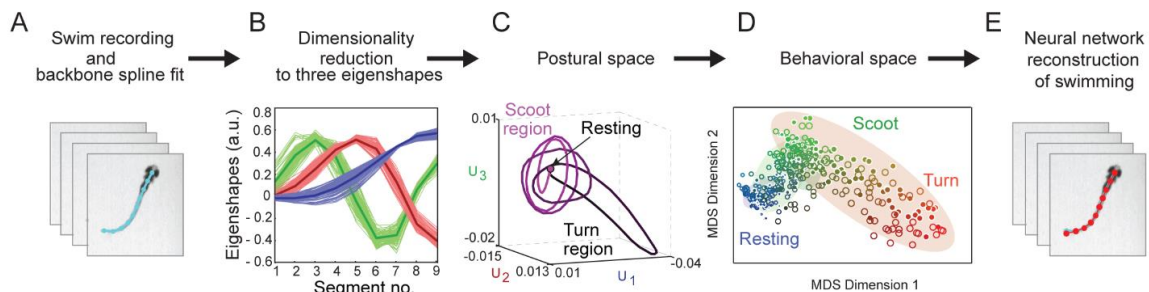 A
Swim recording
and
backbone spline fit
B
Dimensionality
reduction
to three eigenshapes
C
Postural space
D
Behavioral space
E
Neural network
reconstruction
of swimming
Eigenshapes (a.u.)
0.8
0.6
0.4
0.2
0
- 0.2
- 0.4
- 0.6
1 2 3 4 5 6 7 8 9
Segment no.
0.01
Scoot
region
Resting
U3
Turn
region
-0.02
-0.015
U2
0.013
0.01
U1
-0.04
MDS Dimension 2
Scoot
Turn
Resting
MDS Dimension 1